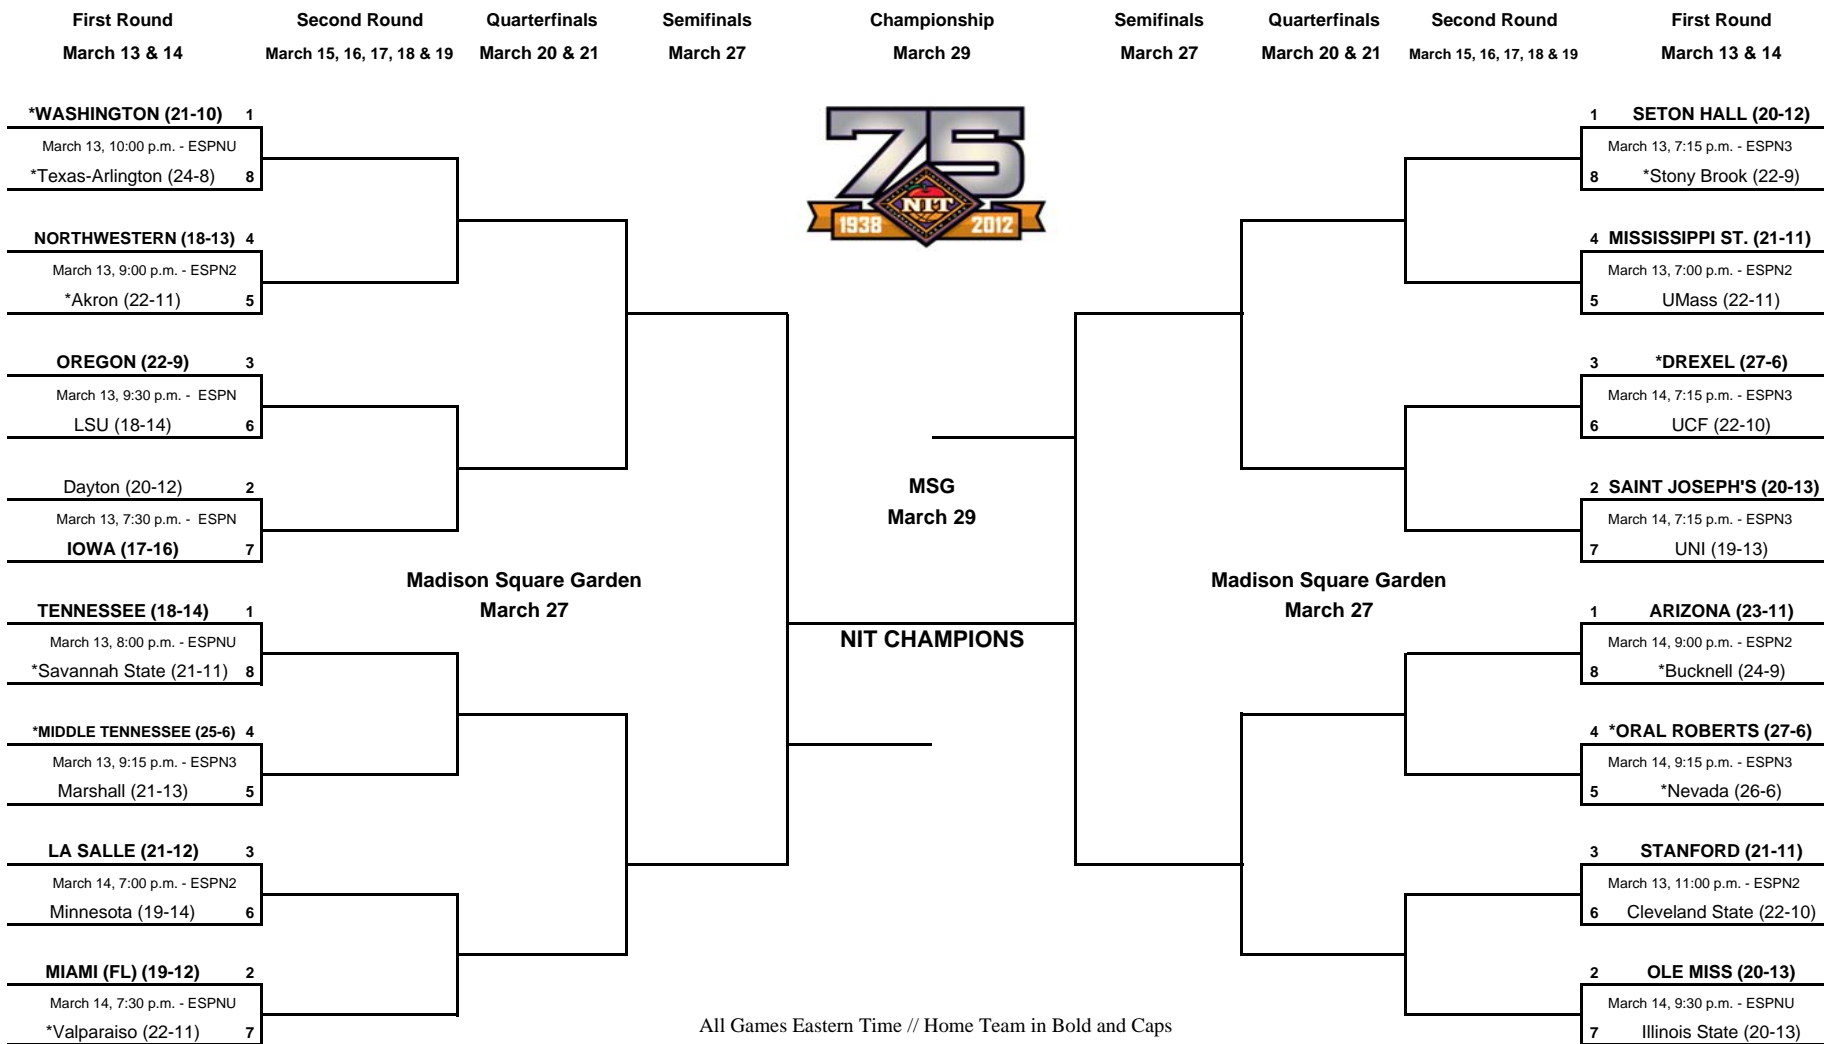 First Round
March 13 & 14
Second Round
March 15, 16, 17, 18 & 19
Quarterfinals
March 20 & 21
Semifinals
March 27
Championship
March 29
Semifinals
March 27
Quarterfinals
March 20 & 21
Second Round
March 15, 16, 17, 18 & 19
First Round
March 13 & 14
*WASHINGTON (21-10) 1
March 13, 10:00 p.m. - ESPNU
*Texas-Arlington (24-8) 8
NORTHWESTERN (18-13) 4
March 13, 9:00 p.m. - ESPN2
*Akron (22-11) 5
OREGON (22-9) 3
March 13, 9:30 p.m. - ESPN
LSU (18-14) 6
Dayton (20-12) 2
March 13, 7:30 p.m. - ESPN
IOWA (17-16) 7
TENNESSEE (18-14) 1
March 13, 8:00 p.m. - ESPNU
*Savannah State (21-11) 8
*MIDDLE TENNESSEE (25-6) 4
March 13, 9:15 p.m. - ESPN3
Marshall (21-13) 5
LA SALLE (21-12) 3
March 14, 7:00 p.m. - ESPN2
Minnesota (19-14) 6
MIAMI (FL) (19-12) 2
March 14, 7:30 p.m. - ESPNU
*Valparaiso (22-11) 7
Madison Square Garden
March 27
75
NIT
1938 2012
MSG
March 29
NIT CHAMPIONS
Madison Square Garden
March 27
1 SETON HALL (20-12)
March 13, 7:15 p.m. - ESPN3
8 *Stony Brook (22-9)
4 MISSISSIPPI ST. (21-11)
March 13, 7:00 p.m. - ESPN2
5 UMass (22-11)
3 *DREXEL (27-6)
March 14, 7:15 p.m. - ESPN3
6 UCF (22-10)
2 SAINT JOSEPH'S (20-13)
March 14, 7:15 p.m. - ESPN3
7 UNI (19-13)
1 ARIZONA (23-11)
March 14, 9:00 p.m. - ESPN2
8 *Bucknell (24-9)
4 *ORAL ROBERTS (27-6)
March 14, 9:15 p.m. - ESPN3
5 *Nevada (26-6)
3 STANFORD (21-11)
March 13, 11:00 p.m. - ESPN2
6 Cleveland State (22-10)
2 OLE MISS (20-13)
March 14, 9:30 p.m. - ESPNU
7 Illinois State (20-13)
All Games Eastern Time // Home Team in Bold and Caps